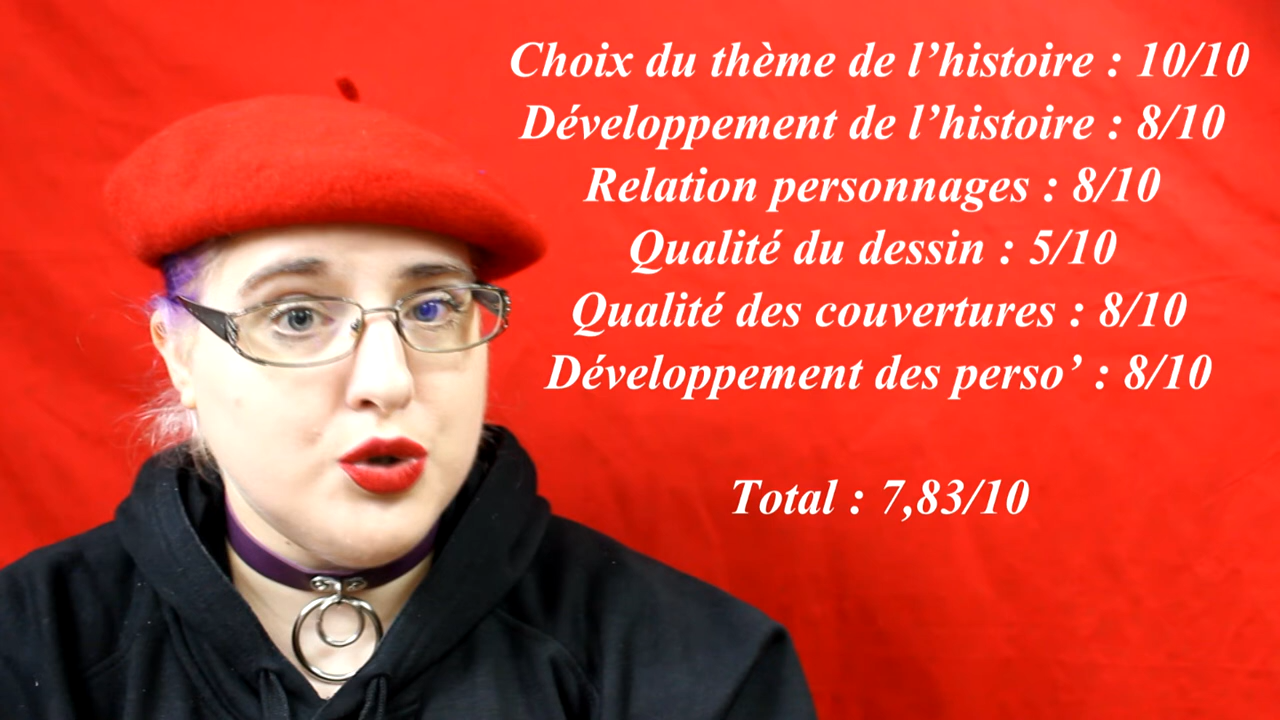 Choix du thème de l’histoire : 10/10
Développement de l’histoire : 8/10
Relation personnages : 8/10
Qualité du dessin : 5/10
Qualité des couvertures : 8/10
Développement des perso’ : 8/10
Total : 7,83/10